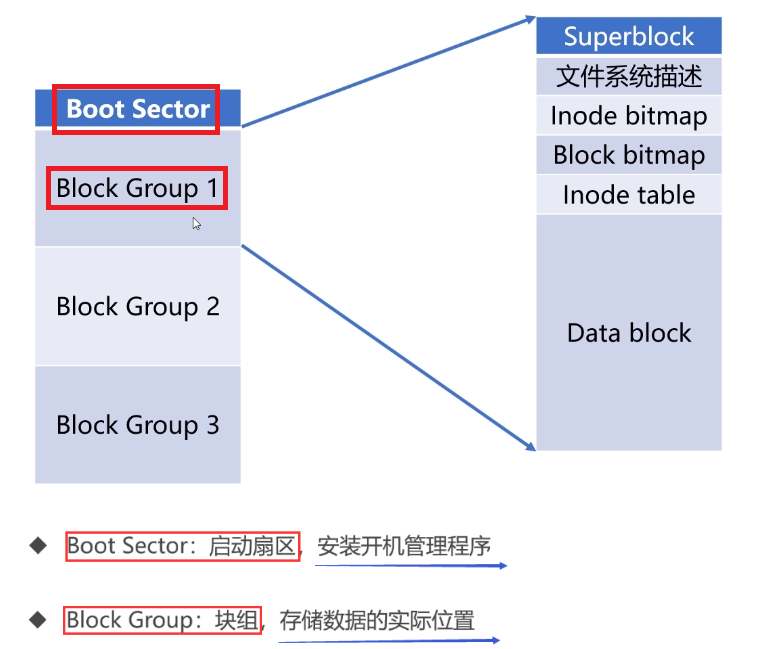 Boot Sector
Block Group 1
Block Group 2
Block Group 3
Superblock
文件系统描述
Inode bitmap
Block bitmap
Inode table
Data block
◆ Boot Sector：启动扇区，安装开机管理程序
◆ Block Group：块组，存储数据的实际位置